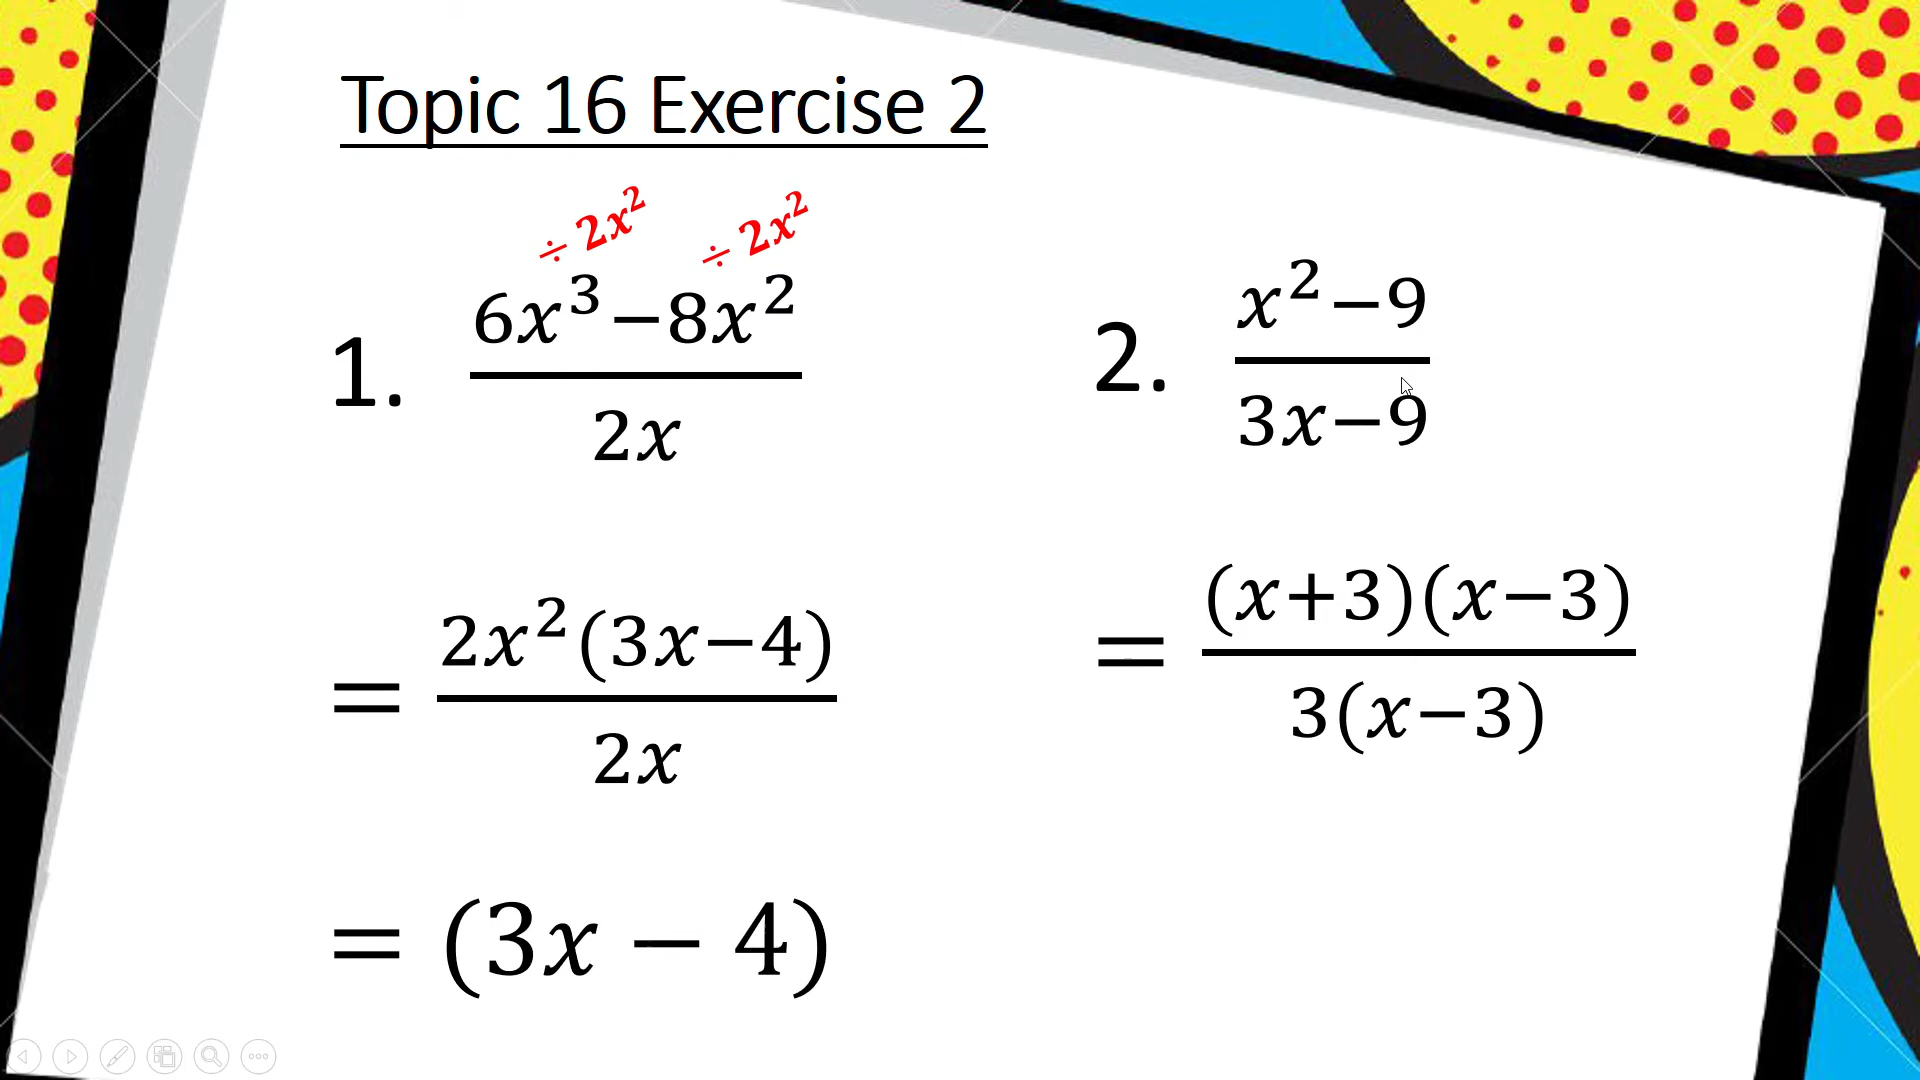 Topic 16 Exercise 2
÷ 2x² ÷ 2x²
1. (6x³−8x²)/(2x)
= (2x²(3x−4))/(2x)
= (3x − 4)
2. (x²−9)/(3x−9)
= ((x+3)(x−3))/(3(x−3))